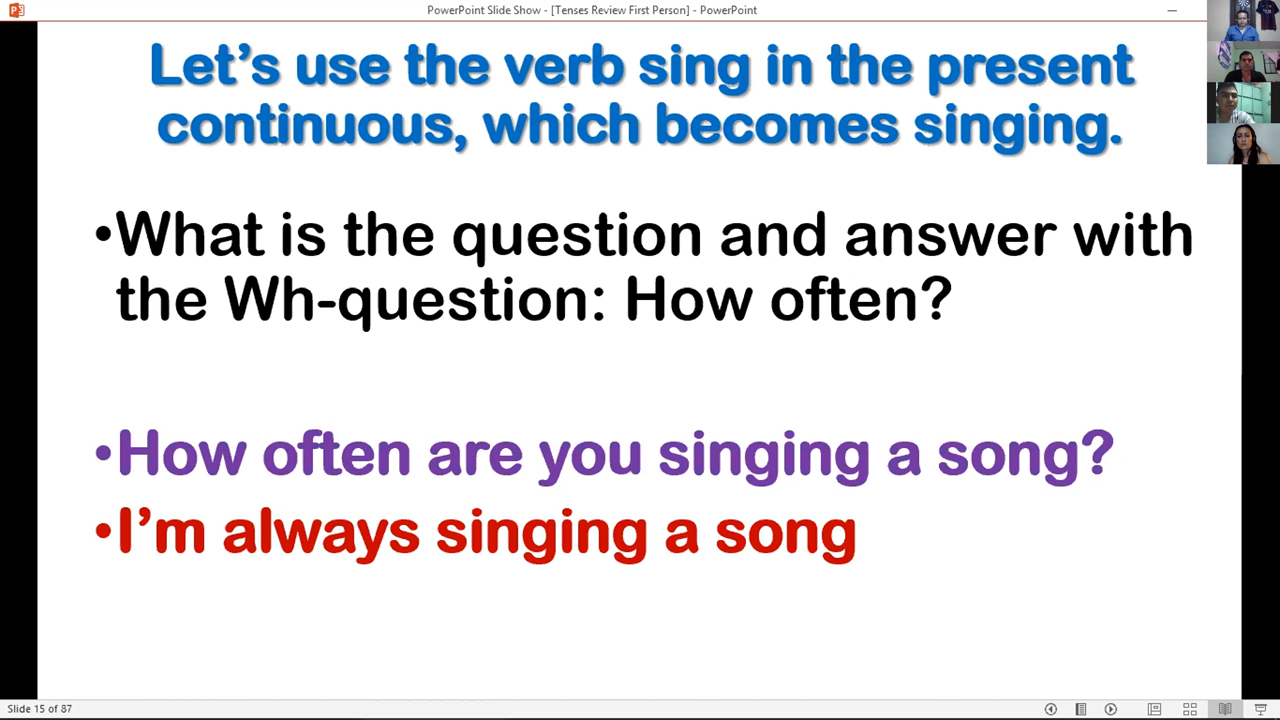 PowerPoint Slide Show - [Tenses Review First Person] - PowerPoint
Let's use the verb sing in the present
continuous, which becomes singing.
•What is the question and answer with
the Wh-question: How often?
•How often are you singing a song?
•I'm always singing a song
Slide 15 of 87